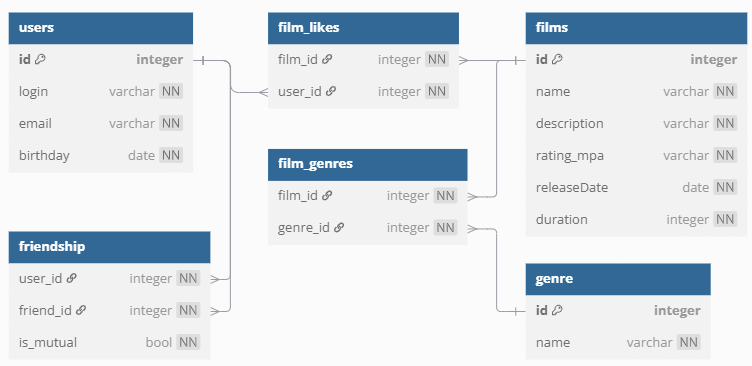 users
id integer
login varchar NN
email varchar NN
birthday date NN
friendship
user_id integer NN
friend_id integer NN
is_mutual bool NN
film_likes
film_id integer NN
user_id integer NN
film_genres
film_id integer NN
genre_id integer NN
films
id integer
name varchar NN
description varchar NN
rating_mpa varchar NN
releaseDate date NN
duration integer NN
genre
id integer
name varchar NN